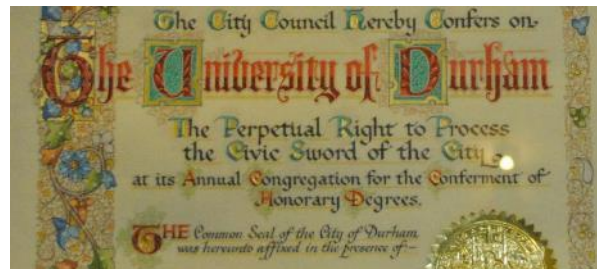 The City Council Hereby Confers on
The University of Durham
The Perpetual Right to Process
the Civic Sword of the City
at its Annual Congregation for the Conferment of
Honorary Degrees.
THE Common Seal of the City of Durham
was hereunto affixed in the presence of:—